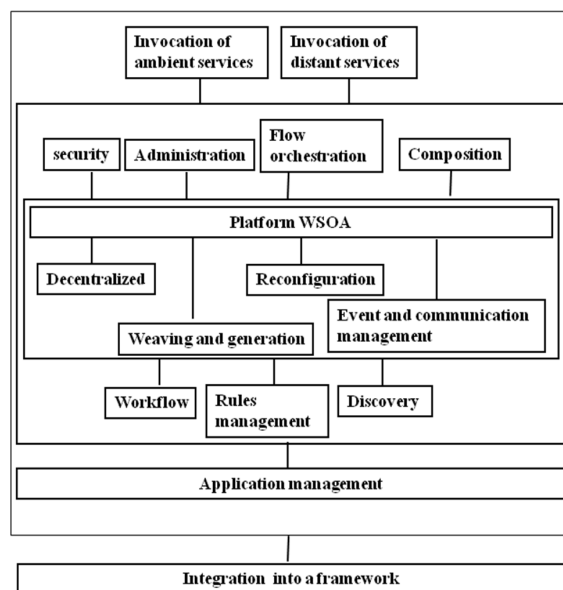 Invocation of
ambient services
Invocation of
distant services
security
Administration
Flow
orchestration
Composition
Platform WSOA
Decentralized
Reconfiguration
Weaving and generation
Event and communication
management
Workflow
Rules
management
Discovery
Application management
Integration into a framework